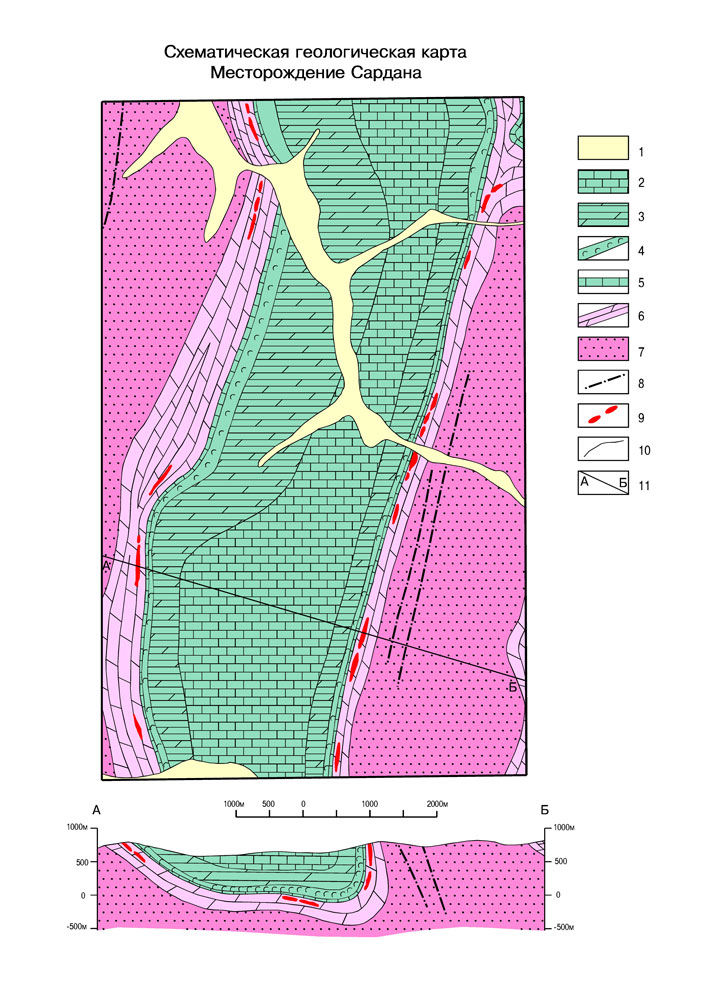 Схематическая геологическая карта
Месторождение Сардана
1
2
3
4
5
6
7
8
9
10
А Б 11
А
Б
А Б
1000м 500 0 1000 2000м
1000м 1000м
500 500
0 0
-500м -500м